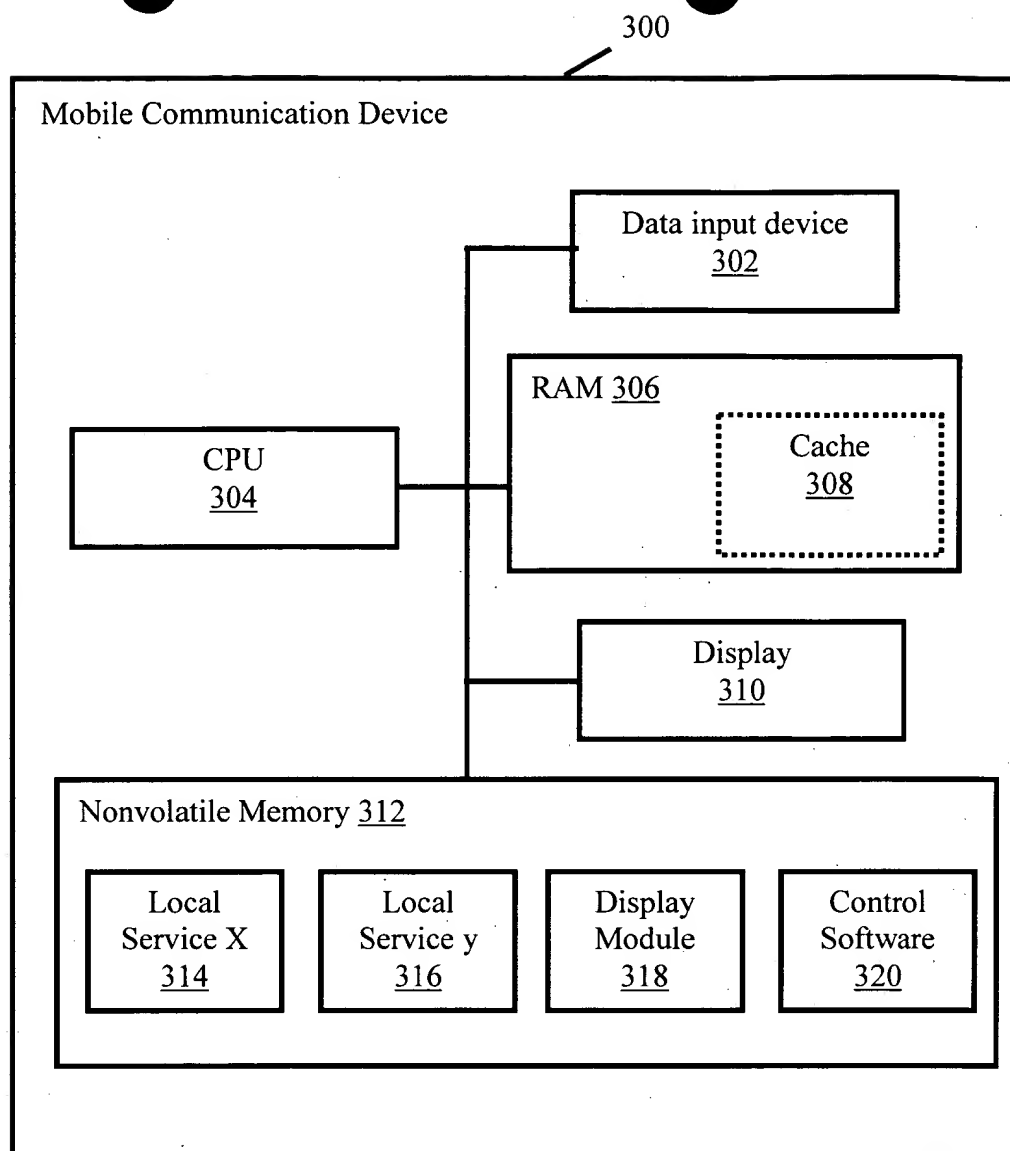 300
Mobile Communication Device
Data input device
302
RAM 306
Cache
308
CPU
304
Display
310
Nonvolatile Memory 312
Local
Service X
314
Local
Service y
316
Display
Module
318
Control
Software
320